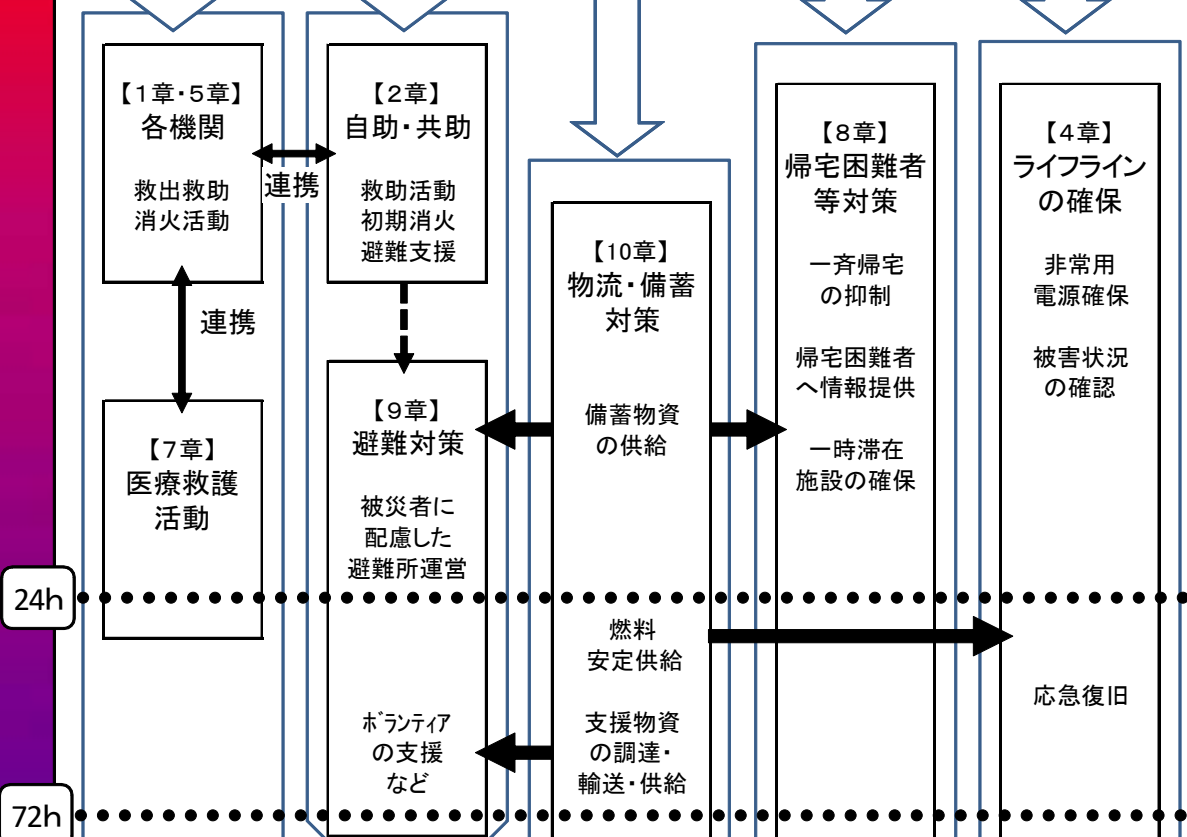 【1章・5章】
各機関
救出救助
消火活動
連携
【2章】
自助・共助
救助活動
初期消火
避難支援
連携
【7章】
医療救護
活動
【9章】
避難対策
被災者に
配慮した
避難所運営
ﾎﾞランティア
の支援
など
【10章】
物流・備蓄
対策
備蓄物資
の供給
燃料
安定供給
支援物資
の調達・
輸送・供給
【8章】
帰宅困難者
等対策
一斉帰宅
の抑制
帰宅困難者
へ情報提供
一時滞在
施設の確保
【4章】
ライフライン
の確保
非常用
電源確保
被害状況
の確認
応急復旧
24h
72h